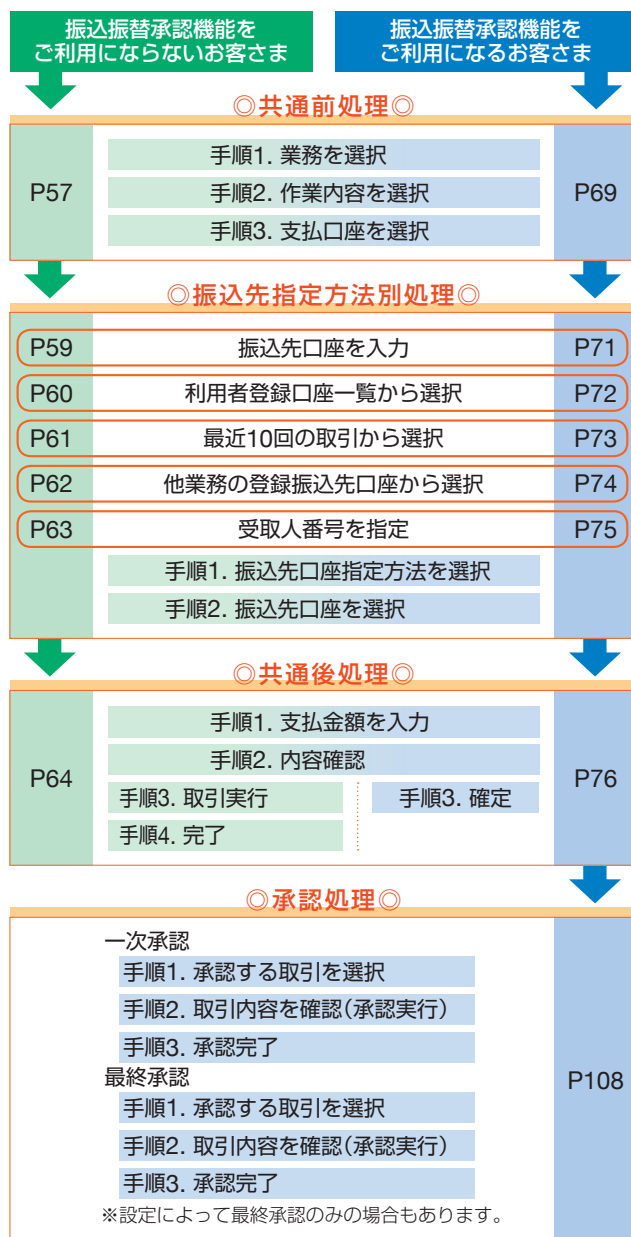 振込振替承認機能を
ご利用にならないお客さま
振込振替承認機能を
ご利用になるお客さま
◎共通前処理◎
P57
手順1. 業務を選択
手順2. 作業内容を選択
手順3. 支払口座を選択
P69
◎振込先指定方法別処理◎
P59 振込先口座を入力 P71
P60 利用者登録口座一覧から選択 P72
P61 最近10回の取引から選択 P73
P62 他業務の登録振込先口座から選択 P74
P63 受取人番号を指定 P75
手順1. 振込先口座指定方法を選択
手順2. 振込先口座を選択
◎共通後処理◎
P64
手順1. 支払金額を入力
手順2. 内容確認
手順3. 取引実行 手順3. 確定
手順4. 完了
P76
◎承認処理◎
一次承認
手順1. 承認する取引を選択
手順2. 取引内容を確認(承認実行)
手順3. 承認完了
最終承認
手順1. 承認する取引を選択
手順2. 取引内容を確認(承認実行)
手順3. 承認完了
※設定によって最終承認のみの場合もあります。
P108